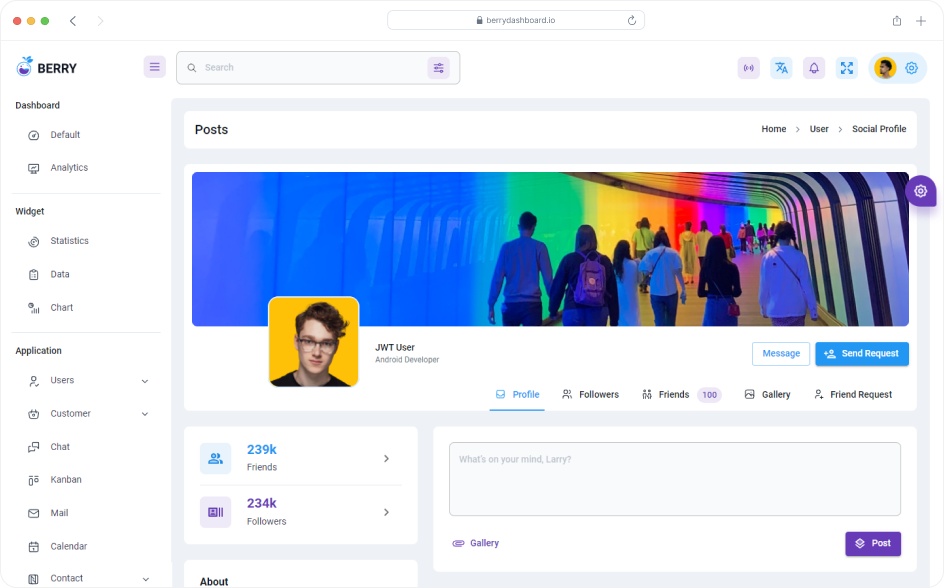 berrydashboard.io
BERRY
Search
Dashboard
Default
Analytics
Widget
Statistics
Data
Chart
Application
Users
Customer
Chat
Kanban
Mail
Calendar
Contact
Posts
Home > User > Social Profile
JWT User
Android Developer
Message
Send Request
Profile
Followers
Friends 100
Gallery
Friend Request
239k
Friends
234k
Followers
About
What's on your mind, Larry?
Gallery
Post